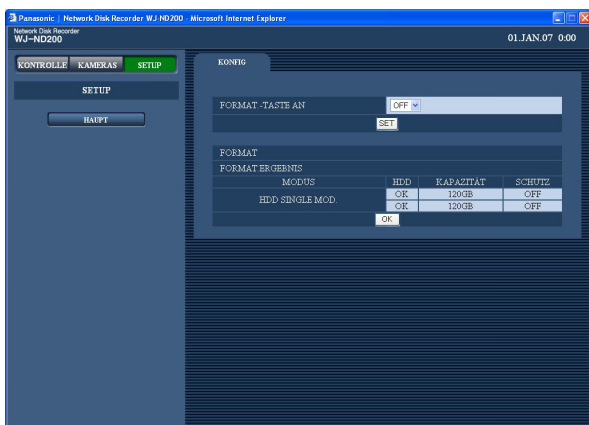 Panasonic | Network Disk Recorder WJ-ND200 - Microsoft Internet Explorer
Network Disk Recorder
WJ-ND200
01.JAN.07 0:00
KONTROLLE KAMERAS SETUP
SETUP
HAUPT
KONFIG
FORMAT.-TASTE AN OFF
SET
FORMAT
FORMAT.ERGEBNIS
MODUS HDD KAPAZITÁT SCHUTZ
HDD SINGLE MOD. OK 120GB OFF
OK 120GB OFF
OK